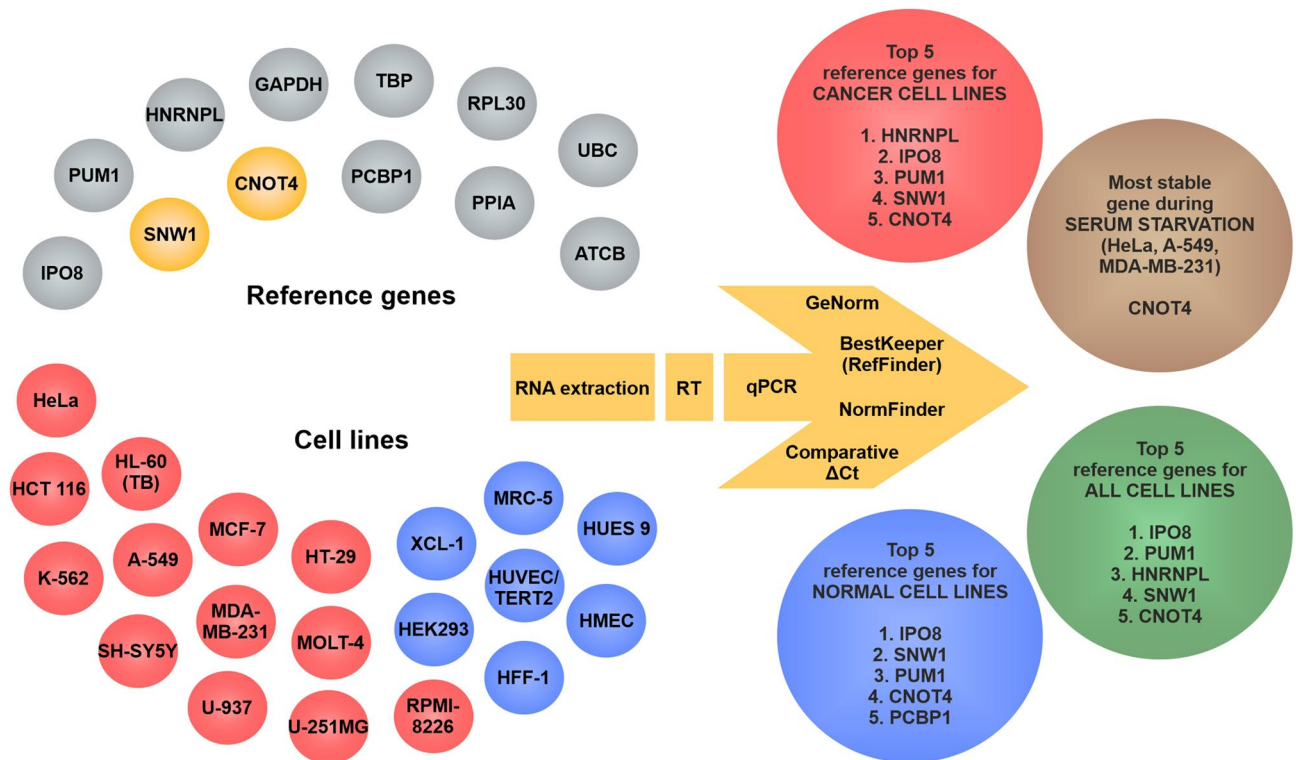 GAPDH
TBP
HNRNPL
RPL30
UBC
PUM1
CNOT4
PCBP1
PPIA
SNW1
IPO8
ATCB
Reference genes
HeLa
HCT 116
HL-60
(TB)
MCF-7
K-562
A-549
HT-29
SH-SY5Y
MDA-
MB-231
MOLT-4
U-937
U-251MG
RPMI-
8226
Cell lines
XCL-1
MRC-5
HUES 9
HUVEC/
TERT2
HEK293
HMEC
HFF-1
RNA extraction
RT
qPCR
GeNorm
BestKeeper
(RefFinder)
NormFinder
Comparative
ΔCt
Top 5
reference genes for
CANCER CELL LINES
1. HNRNPL
2. IPO8
3. PUM1
4. SNW1
5. CNOT4
Most stable
gene during
SERUM STARVATION
(HeLa, A-549,
MDA-MB-231)
CNOT4
Top 5
reference genes for
ALL CELL LINES
1. IPO8
2. PUM1
3. HNRNPL
4. SNW1
5. CNOT4
Top 5
reference genes for
NORMAL CELL LINES
1. IPO8
2. SNW1
3. PUM1
4. CNOT4
5. PCBP1